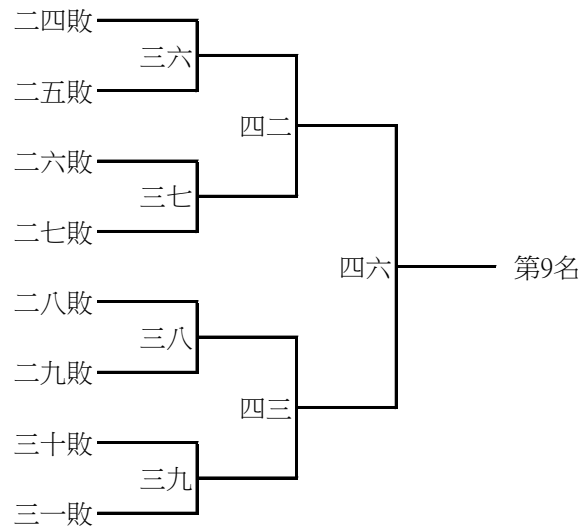 二四敗
三六
二五敗
四二
二六敗
三七
二七敗
四六
第9名
二八敗
三八
二九敗
四三
三十敗
三九
三一敗